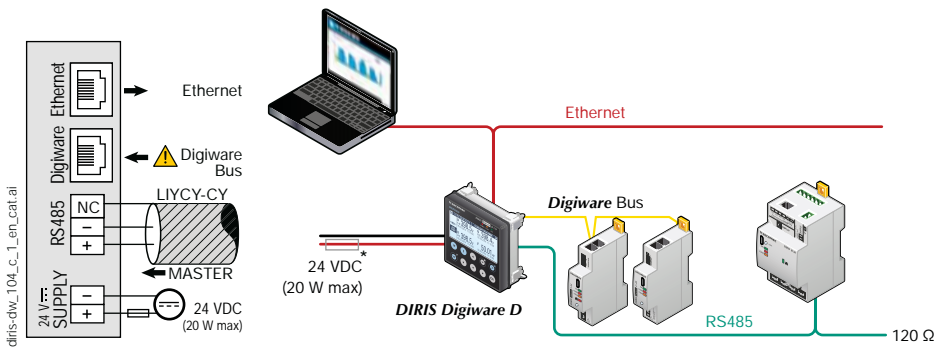 diris-dw_104_c_1_en_cat.ai
Ethernet
Ethernet
Digiware
Digiware
Bus
RS485
NC
–
+
LIYCY-CY
MASTER
24 V
SUPPLY
–
+
24 VDC
(20 W max)
Ethernet
Digiware Bus
*
24 VDC
(20 W max)
DIRIS Digiware D
RS485
120 Ω